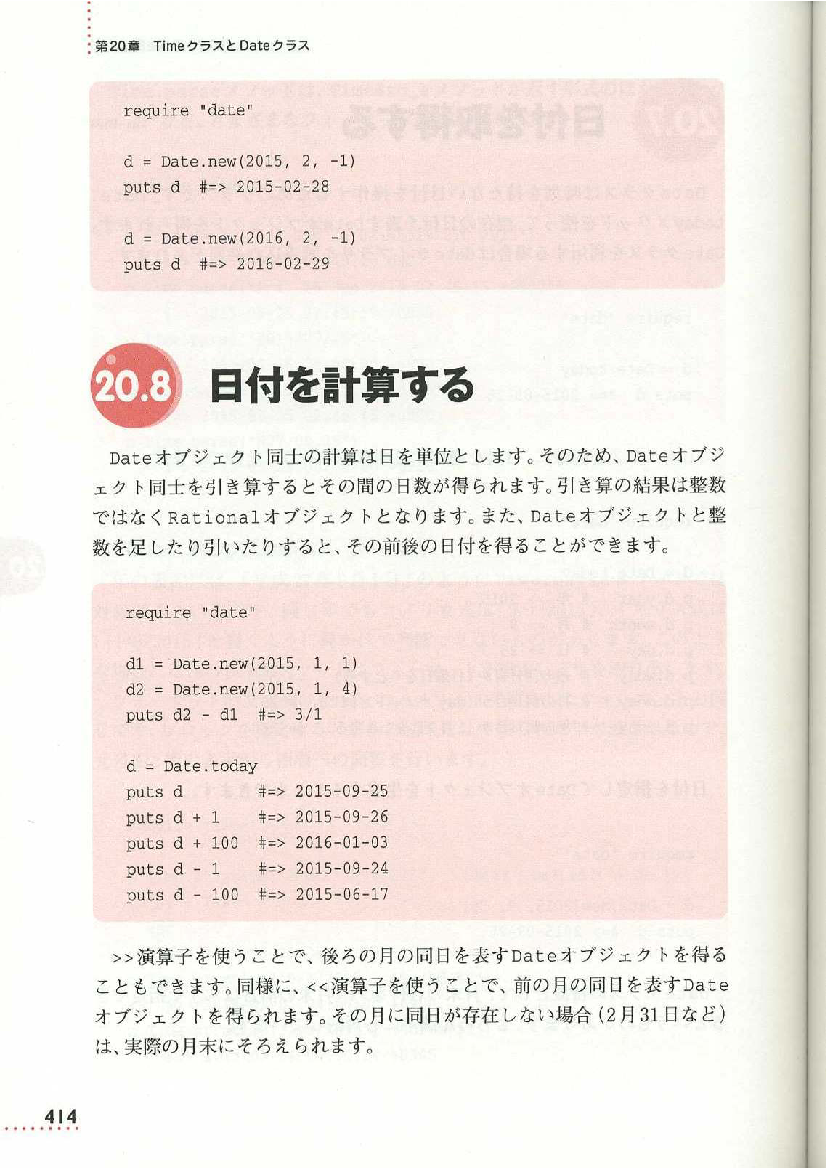 第20章 TimeクラスとDateクラス
require "date"
d = Date.new(2015, 2, -1)
puts d #=> 2015-02-28
d = Date.new(2016, 2, -1)
puts d #=> 2016-02-29
20.8 日付を計算する
Dateオブジェクト同士の計算は日を単位とします。そのため、Dateオブジ
ェクト同士を引き算するとその間の日数が得られます。引き算の結果は整数
ではなくRationalオブジェクトとなります。また、Dateオブジェクトと整
数を足したり引いたりすると、その前後の日付を得ることができます。
require "date"
d1 = Date.new(2015, 1, 1)
d2 = Date.new(2015, 1, 4)
puts d2 - d1 #=> 3/1
d = Date.today
puts d #=> 2015-09-25
puts d + 1 #=> 2015-09-26
puts d + 100 #=> 2016-01-03
puts d - 1 #=> 2015-09-24
puts d - 100 #=> 2015-06-17
>>演算子を使うことで、後ろの月の同日を表すDateオブジェクトを得る
こともできます。同様に、<<演算子を使うことで、前の月の同日を表すDate
オブジェクトを得られます。その月に同日が存在しない場合(2月31日など)
は、実際の月末にそろえられます。
414